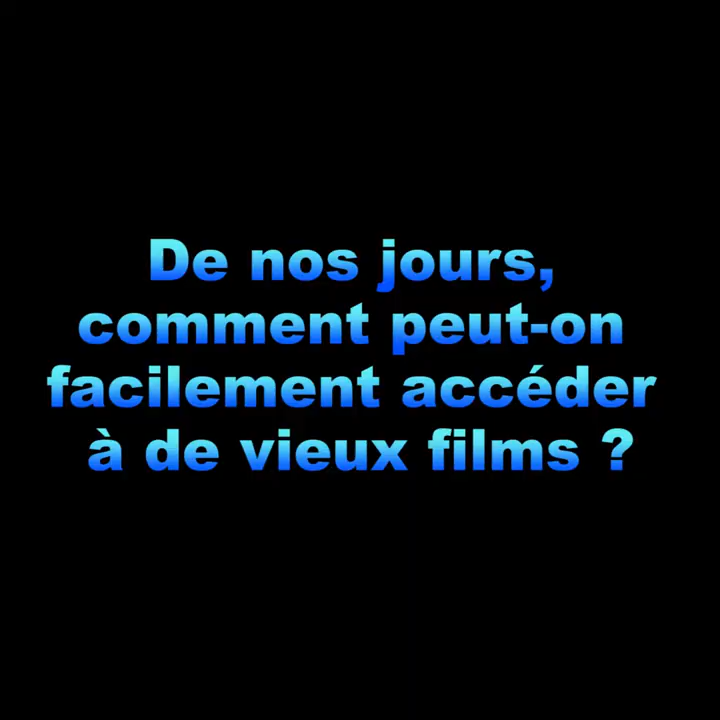 De nos jours,
comment peut-on
facilement accéder
à de vieux films ?